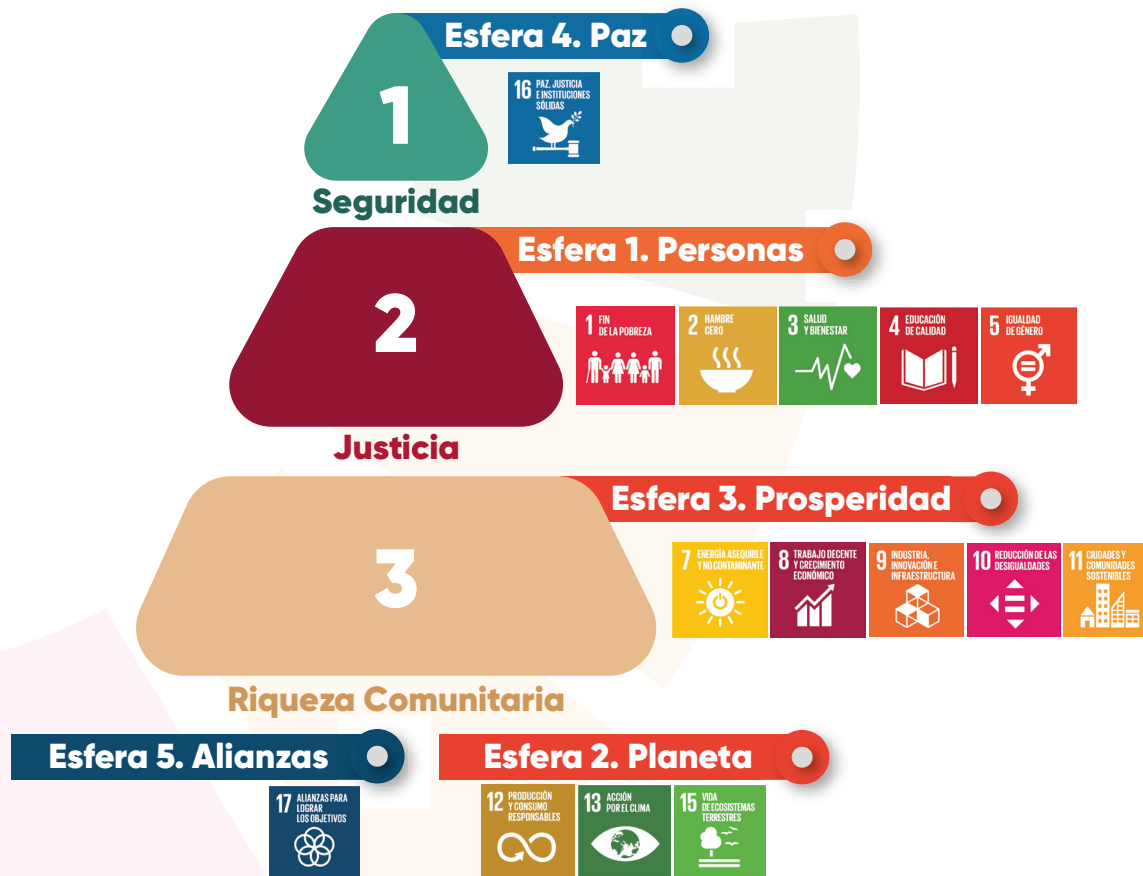 Esfera 4. Paz
1
16 PAZ, JUSTICIA
E INSTITUCIONES
SÓLIDAS
Seguridad
Esfera 1. Personas
2
1 FIN
DE LA POBREZA
2 HAMBRE
CERO
3 SALUD
Y BIENESTAR
4 EDUCACIÓN
DE CALIDAD
5 IGUALDAD
DE GÉNERO
Justicia
Esfera 3. Prosperidad
3
7 ENERGÍA ASEQUIBLE
Y NO CONTAMINANTE
8 TRABAJO DECENTE
Y CRECIMIENTO
ECONÓMICO
9 INDUSTRIA,
INNOVACIÓN E
INFRAESTRUCTURA
10 REDUCCIÓN DE LAS
DESIGUALDADES
11 CIUDADES Y
COMUNIDADES
SOSTENIBLES
Riqueza Comunitaria
Esfera 5. Alianzas
17 ALIANZAS PARA
LOGRAR
LOS OBJETIVOS
Esfera 2. Planeta
12 PRODUCCIÓN
Y CONSUMO
RESPONSABLES
13 ACCIÓN
POR EL CLIMA
15 VIDA
DE ECOSISTEMAS
TERRESTRES